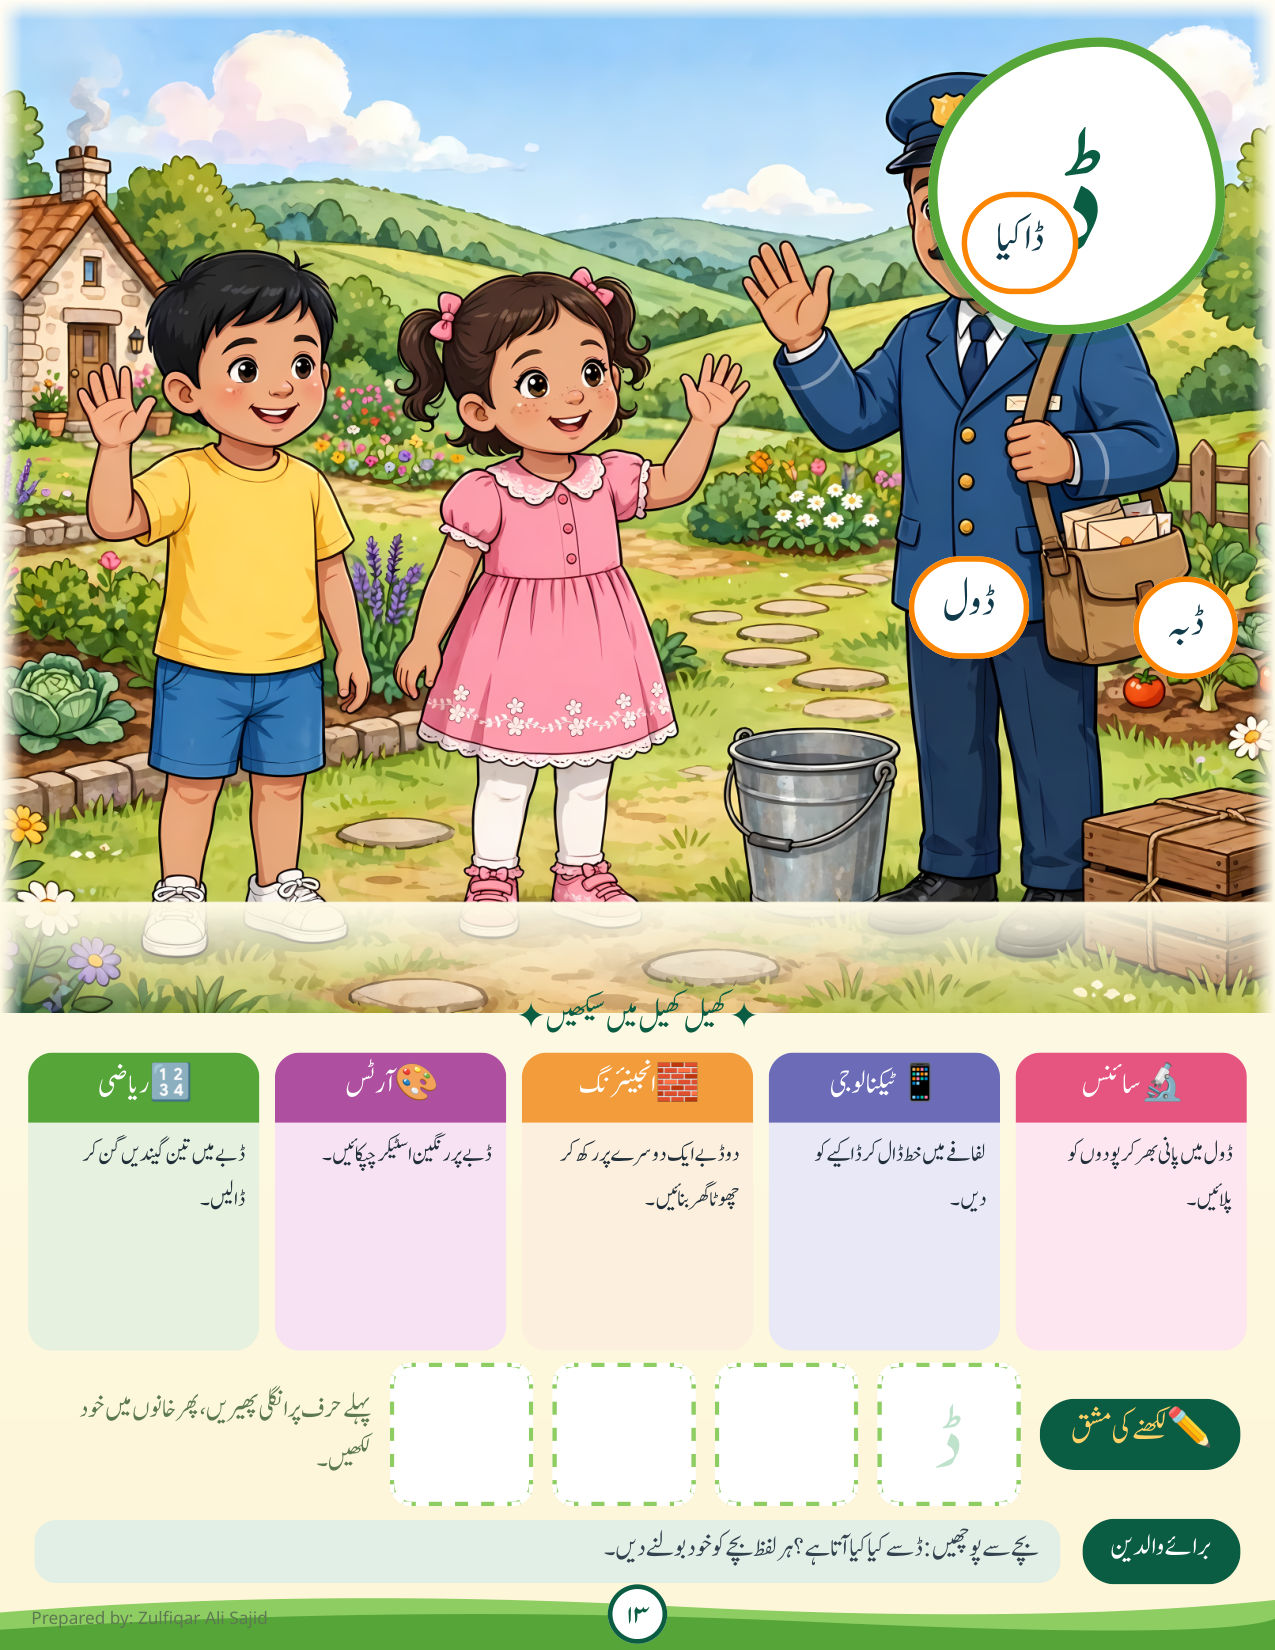 ڈ
ڈاکیا
ڈول
ڈبہ
✦ کھیل کھیل میں سیکھیں ✦
🔬 سائنس
ڈول میں پانی بھر کر پودوں کو
پلائیں۔
📱 ٹیکنالوجی
لفافے میں خط ڈال کر ڈاکیے کو
دیں۔
🧱 انجینئرنگ
دو ڈبے ایک دوسرے پر رکھ کر
چھوٹا گھر بنائیں۔
🎨 آرٹس
ڈبے پر رنگین اسٹیکر چپکائیں۔
🔢 ریاضی
ڈبے میں تین گیندیں گن کر
ڈالیں۔
✏️ لکھنے کی مشق
ڈ
پہلے حرف پر انگلی پھیریں، پھر خانوں میں خود
لکھیں۔
برائے والدین
بچے سے پوچھیں: ڈ سے کیا کیا آتا ہے؟ ہر لفظ بچے کو خود بولنے دیں۔
Prepared by: Zulfiqar Ali Sajid
۱۳